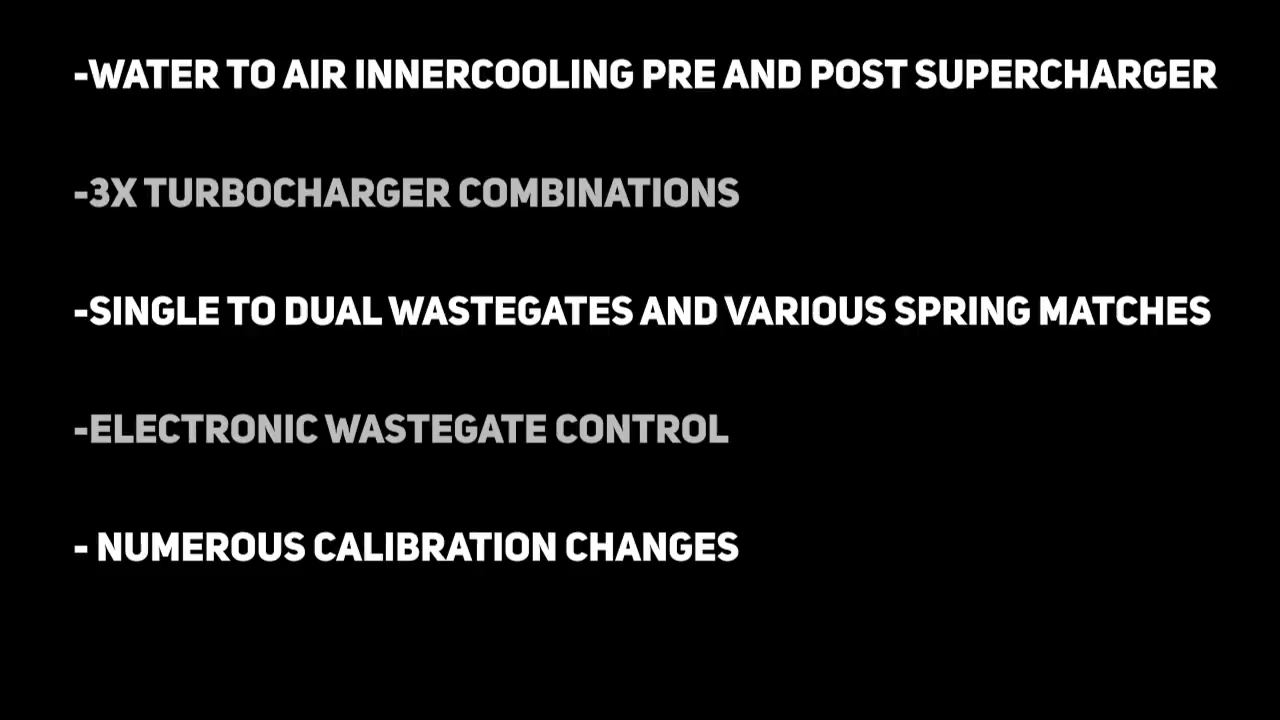 -WATER TO AIR INNERCOOLING PRE AND POST SUPERCHARGER
-3X TURBOCHARGER COMBINATIONS
-SINGLE TO DUAL WASTEGATES AND VARIOUS SPRING MATCHES
-ELECTRONIC WASTEGATE CONTROL
- NUMEROUS CALIBRATION CHANGES